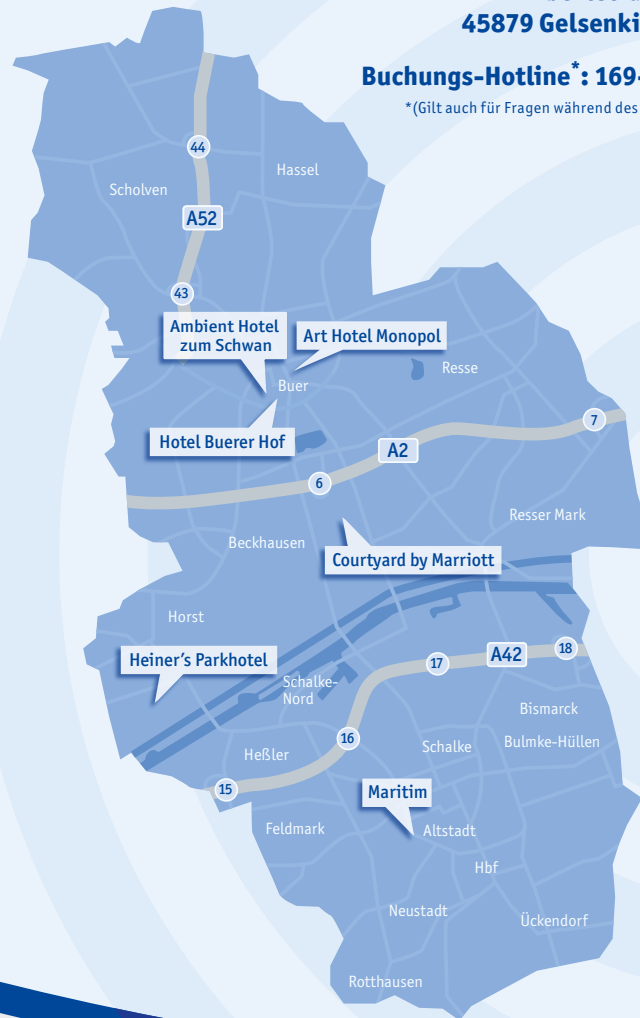 45879 Gelsenki
Buchungs-Hotline*: 169-
*(Gilt auch für Fragen während des
44
Hassel
Scholven
A52
43
Ambient Hotel
zum Schwan
Art Hotel Monopol
Resse
Buer
7
Hotel Buerer Hof
A2
6
Resser Mark
Beckhausen
Courtyard by Marriott
Horst
18
A42
17
Heiner's Parkhotel
Schalke-
Nord
Bismarck
16
Schalke
Bulmke-Hüllen
Heßler
15
Maritim
Feldmark
Altstadt
Hbf
Neustadt
Ückendorf
Rotthausen